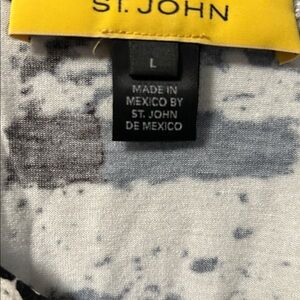 ST. JOHN
L
MADE IN
MEXICO BY
ST. JOHN
DE MEXICO